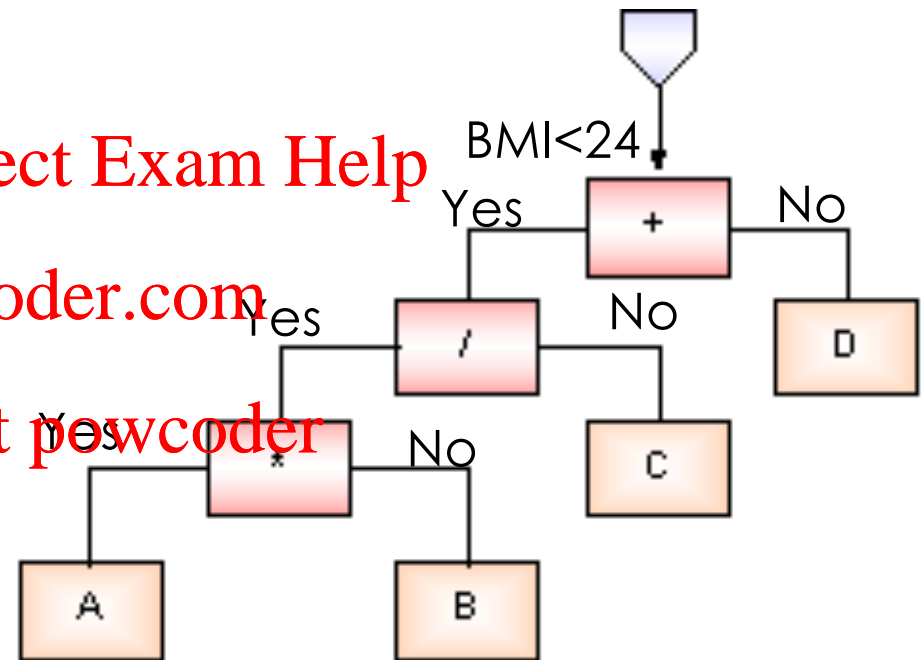 BMI<24
ect Exam Help
Yes
No
+
oder.com
Yes
No
/
D
t powcoder
Yes
No
*
C
A
B